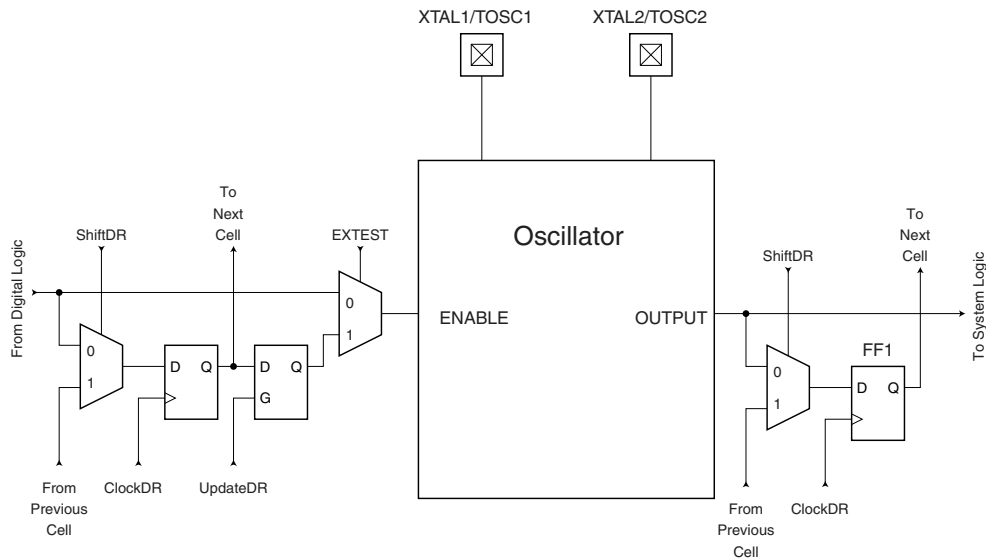 XTAL1/TOSC1
XTAL2/TOSC2
To
Next
Cell
ShiftDR
EXTEST
From Digital Logic
0
1
D Q
D Q
G
0
1
From
Previous
Cell
ClockDR
UpdateDR
Oscillator
ENABLE
OUTPUT
To
Next
Cell
ShiftDR
To System Logic
FF1
0
1
D Q
From
Previous
Cell
ClockDR